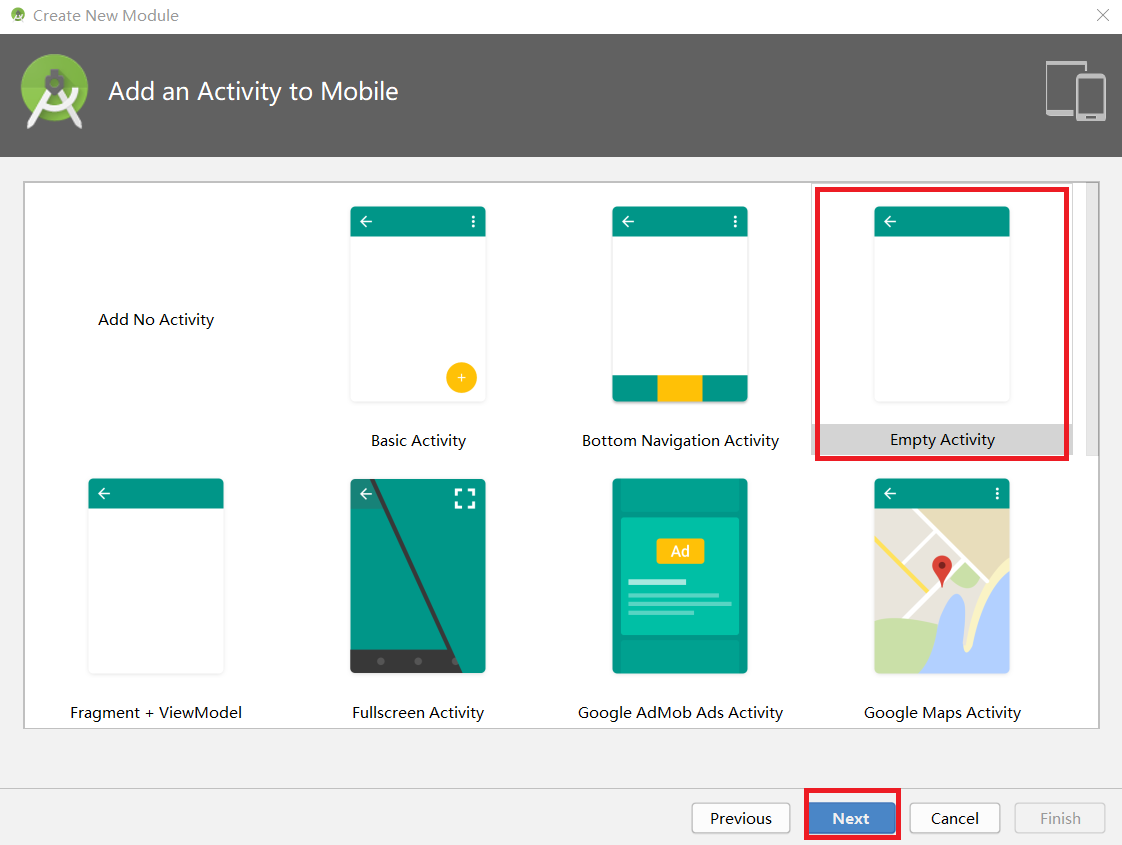 Create New Module
Add an Activity to Mobile
Add No Activity
Basic Activity
Bottom Navigation Activity
Empty Activity
Ad
Fragment + ViewModel
Fullscreen Activity
Google AdMob Ads Activity
Google Maps Activity
Previous
Next
Cancel
Finish